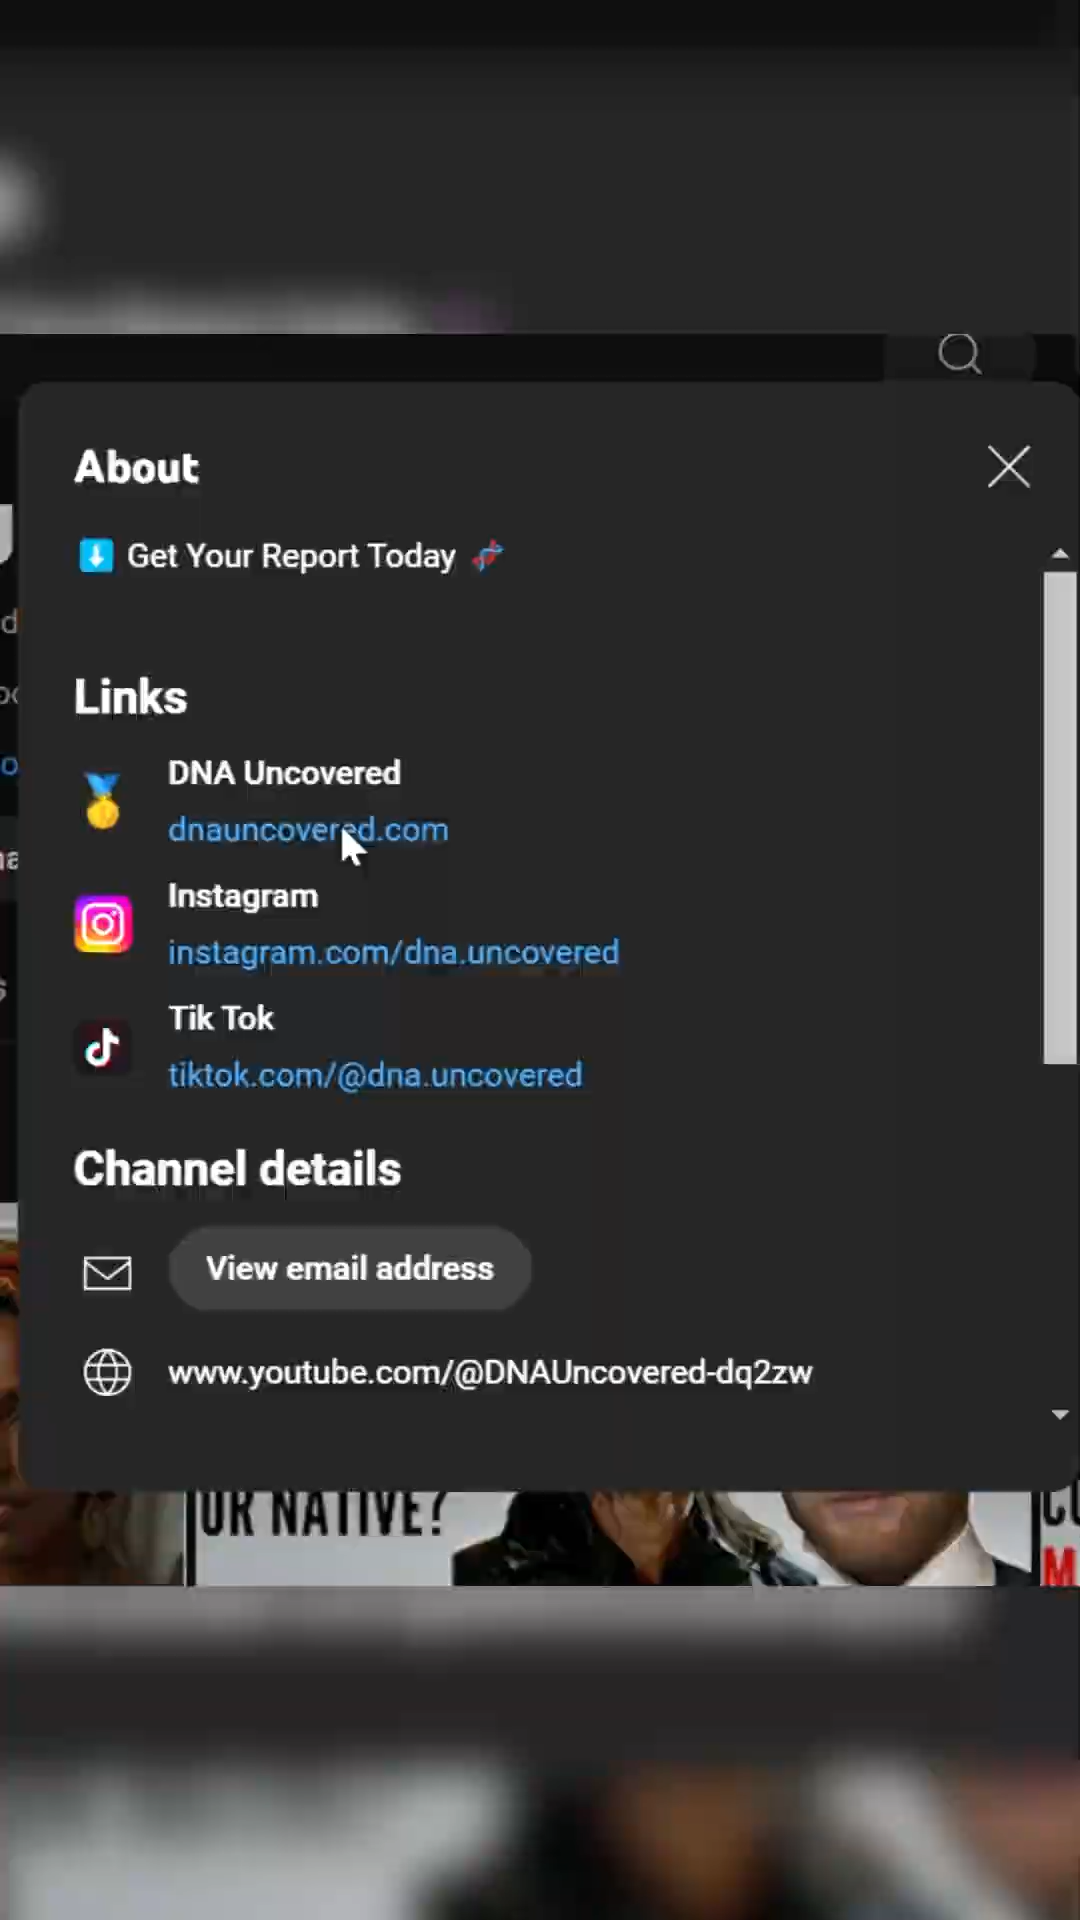 About
Get Your Report Today
Links
DNA Uncovered
dnauncovered.com
Instagram
instagram.com/dna.uncovered
Tik Tok
tiktok.com/@dna.uncovered
Channel details
View email address
www.youtube.com/@DNAUncovered-dq2zw
OR NATIVE?